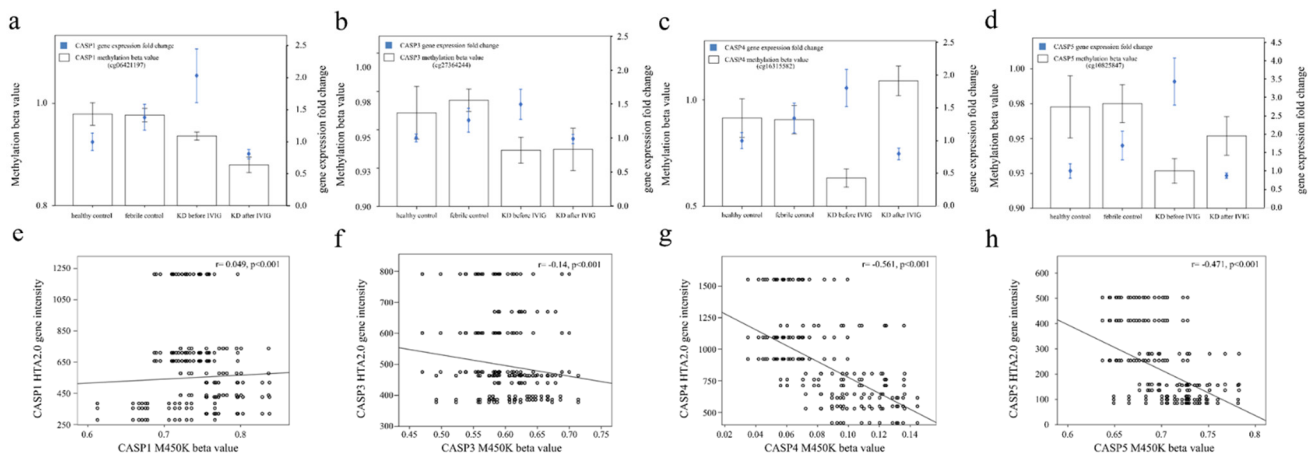 a
CASP1 gene expression fold change
CASP1 methylation beta value
(cg06421197)
Methylation beta value
1.0
0.8
2.5
2.0
1.5
1.0
0.5
0.0
gene expression fold change
healthy control
febrile control
KD before IVIG
KD after IVIG
b
CASP3 gene expression fold change
CASP3 methylation beta value
(cg27364244)
Methylation beta value
1.00
0.98
0.95
0.93
0.90
2.5
2.0
1.5
1.0
0.5
0.0
gene expression fold change
healthy control
febrile control
KD before IVIG
KD after IVIG
c
CASP4 gene expression fold change
CASP4 methylation beta value
(cg16315582)
Methylation beta value
1.0
0.5
2.5
2.0
1.5
1.0
0.5
0.0
gene expression fold change
healthy control
febrile control
KD before IVIG
KD after IVIG
d
CASP5 gene expression fold change
CASP5 methylation beta value
(cg10825847)
Methylation beta value
1.00
0.98
0.95
0.93
0.90
4.5
4.0
3.5
3.0
2.5
2.0
1.5
1.0
0.5
0.0
gene expression fold change
healthy control
febrile control
KD before IVIG
KD after IVIG
e
r= 0.049, p<0.001
CASP1 HTA2.0 gene intensity
1250
1050
850
650
450
250
0.6
0.7
0.8
CASP1 M450K beta value
f
r= -0.14, p<0.001
CASP3 HTA2.0 gene intensity
800
700
600
500
400
300
0.45
0.50
0.55
0.60
0.65
0.70
0.75
CASP3 M450K beta value
g
r= -0.561, p<0.001
CASP4 HTA2.0 gene intensity
1500
1250
1000
750
500
0.02
0.04
0.06
0.08
0.10
0.12
0.14
CASP4 M450K beta value
h
r= -0.471, p<0.001
CASP5 HTA2.0 gene intensity
600
500
400
300
200
100
0
0.6
0.65
0.7
0.75
0.8
CASP5 M450K beta value